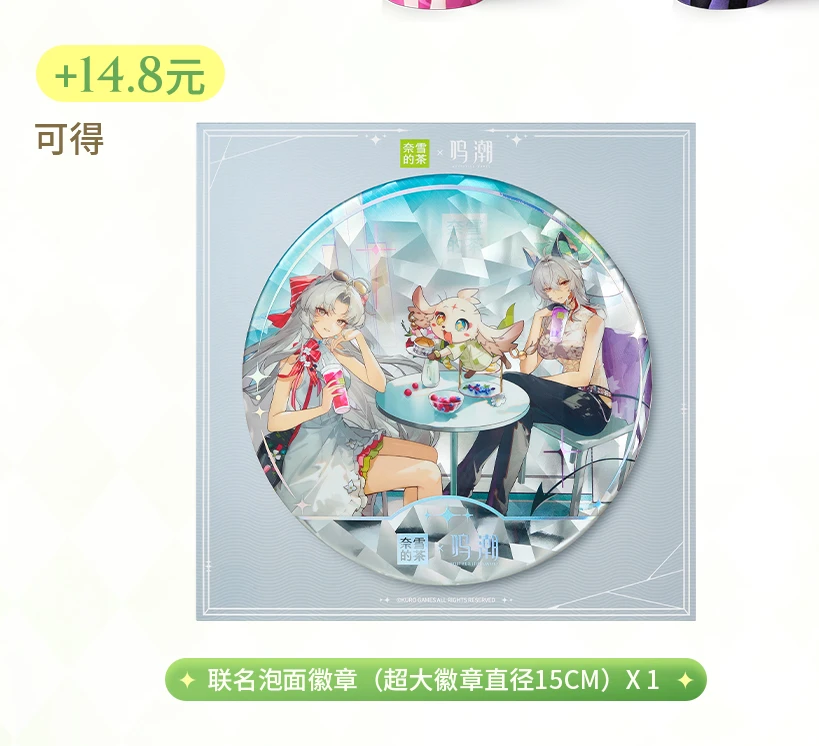 +14.8元
可得
奈雪的茶 × 鸣潮
奈雪的茶 × 鸣潮
©KURO GAMES ALL RIGHTS RESERVED
联名泡面徽章（超大徽章直径15CM）X 1